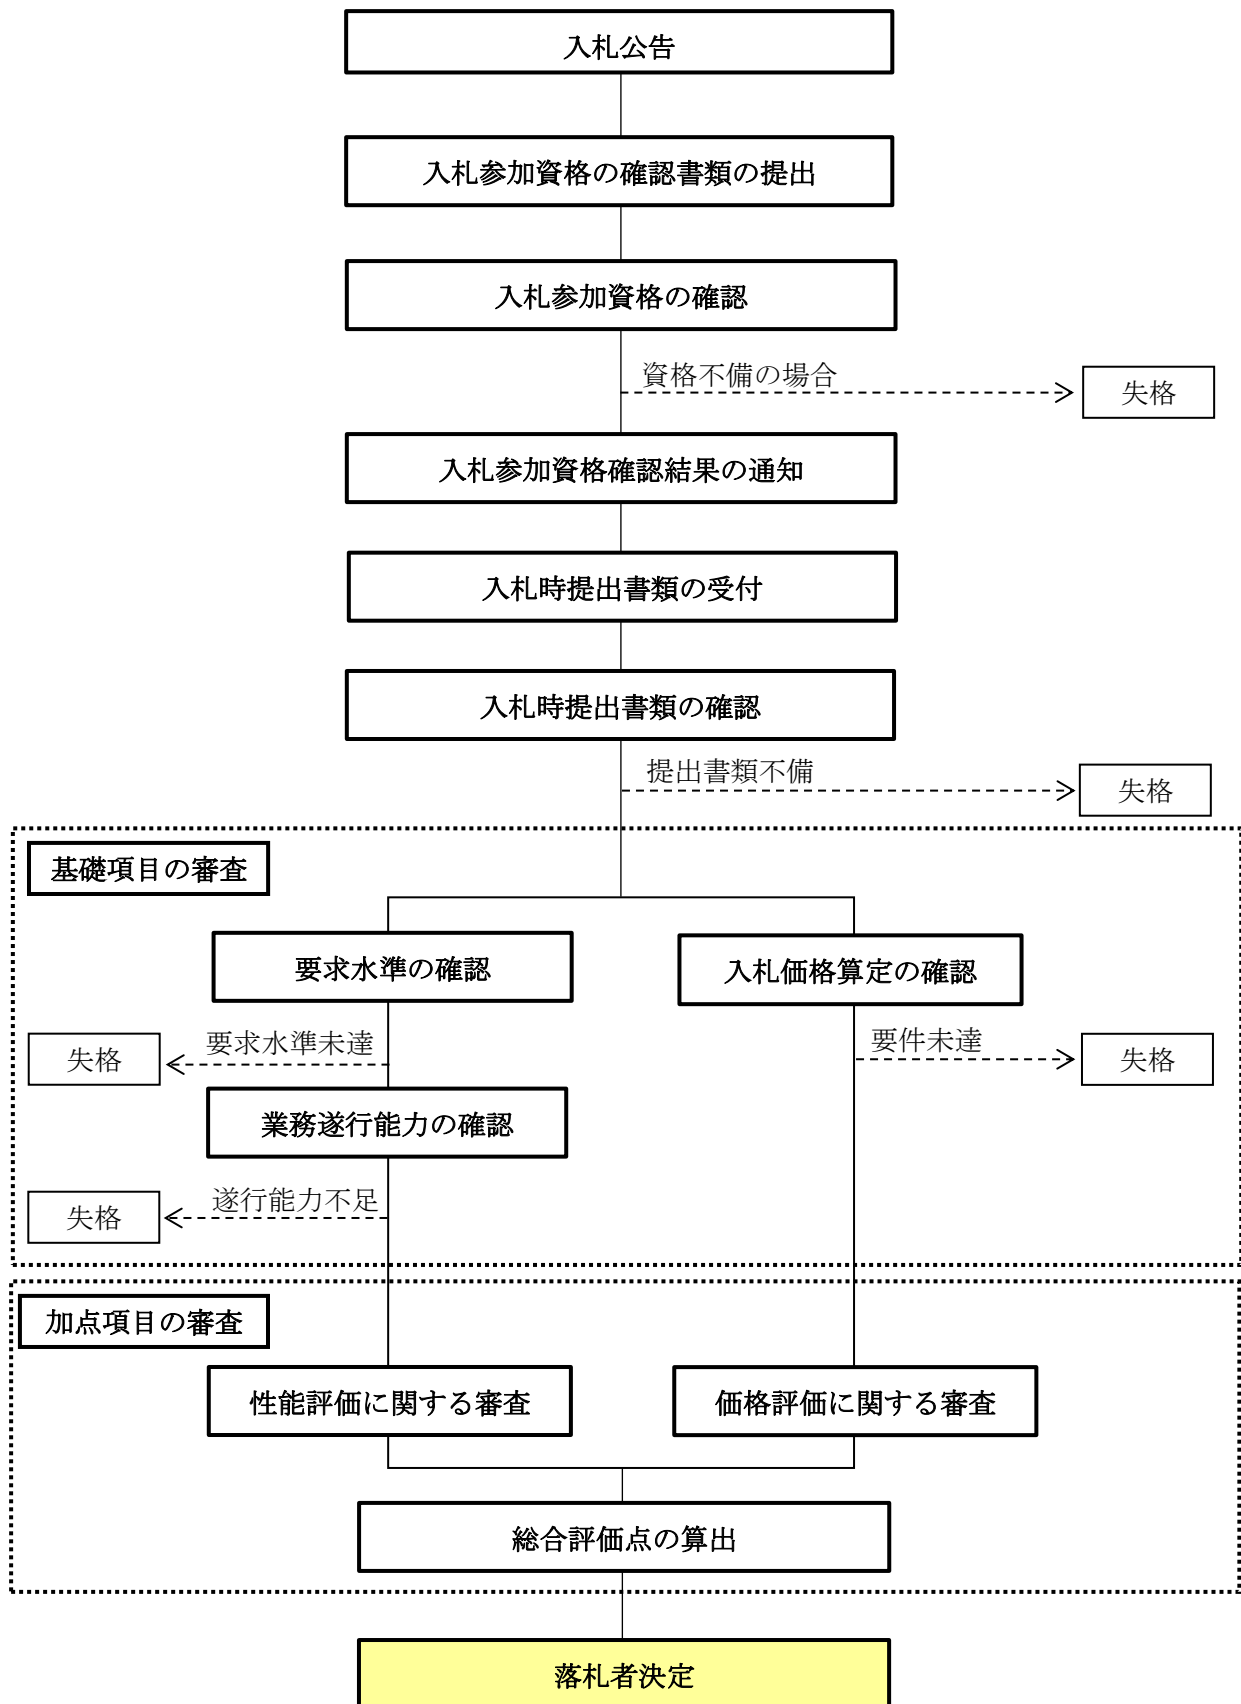 入札公告
入札参加資格の確認書類の提出
入札参加資格の確認
資格不備の場合
失格
入札参加資格確認結果の通知
入札時提出書類の受付
入札時提出書類の確認
提出書類不備
失格
基礎項目の審査
要求水準の確認
入札価格算定の確認
失格
要求水準未達
要件未達
失格
業務遂行能力の確認
失格
遂行能力不足
加点項目の審査
性能評価に関する審査
価格評価に関する審査
総合評価点の算出
落札者決定